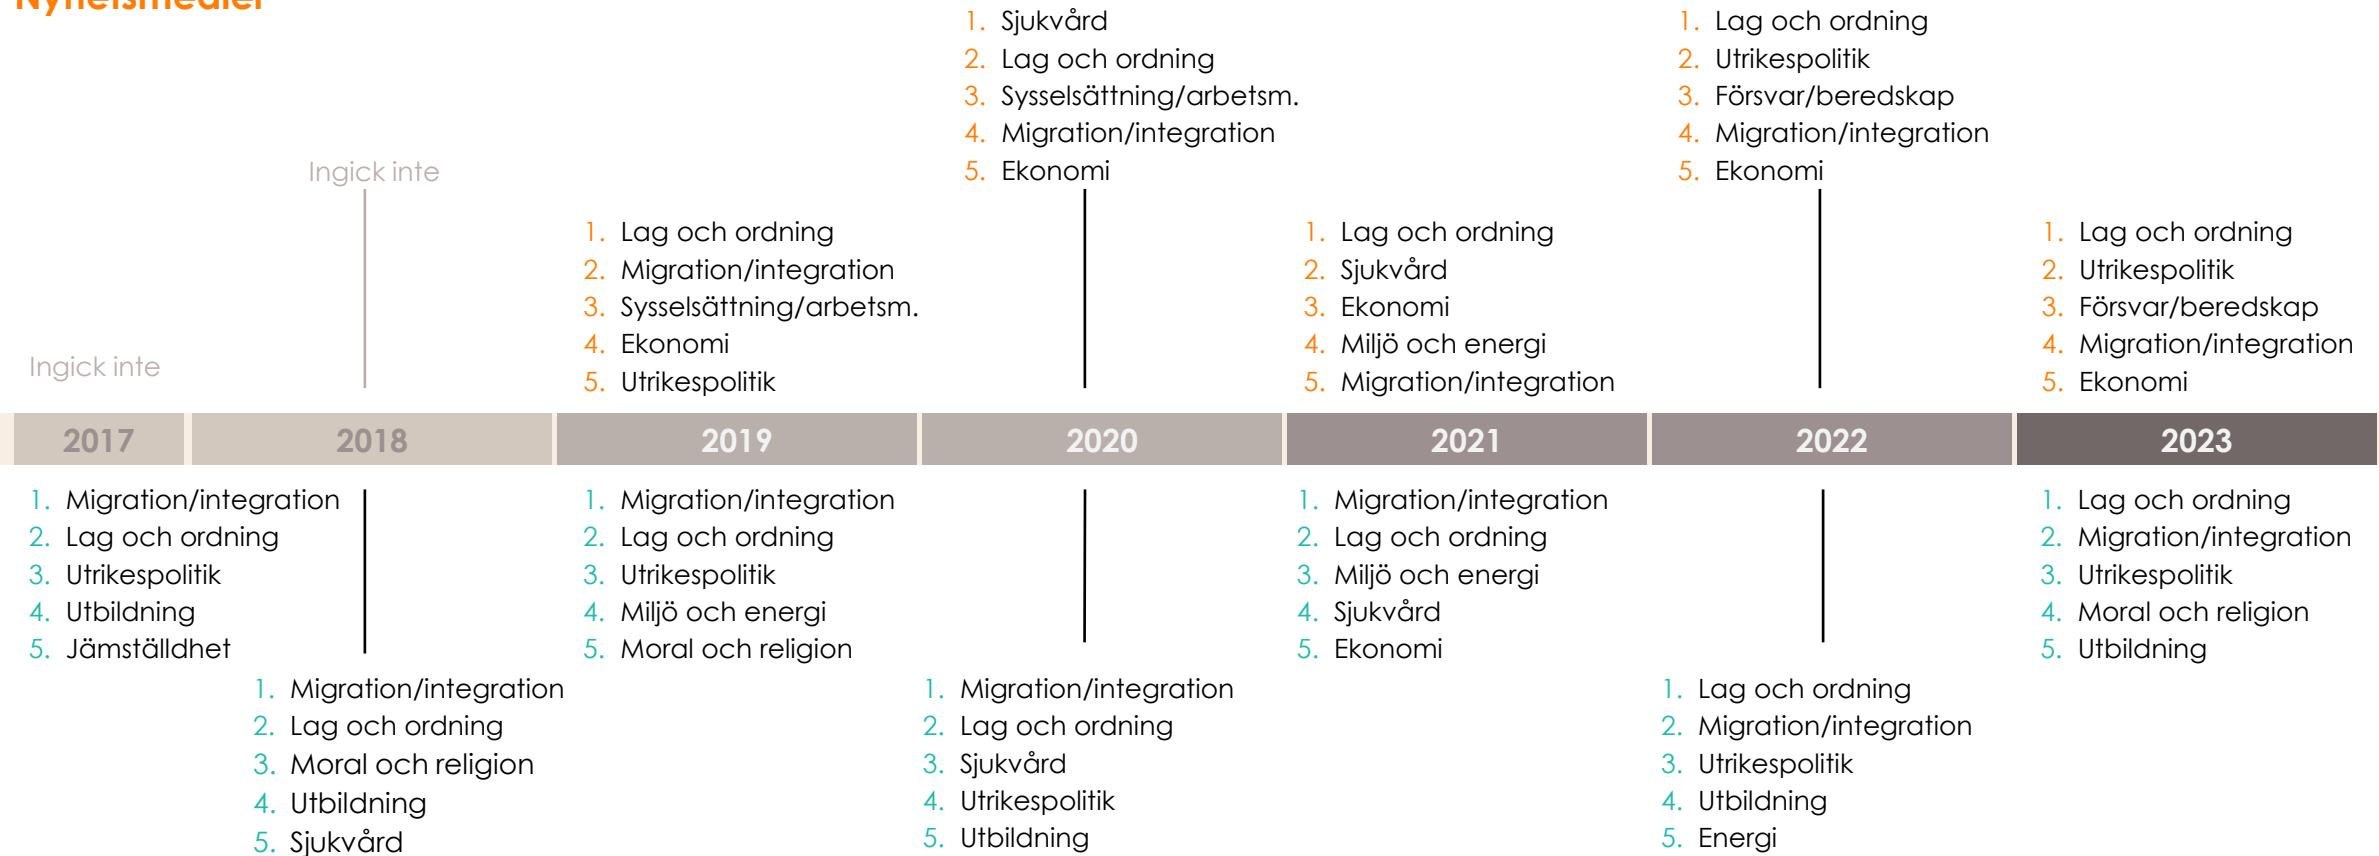 Nyhetsmedier
1. Sjukvård
2. Lag och ordning
3. Sysselsättning/arbetsm.
4. Migration/integration
5. Ekonomi
1. Lag och ordning
2. Utrikespolitik
3. Försvar/beredskap
4. Migration/integration
5. Ekonomi
Ingick inte
Ingick inte
1. Lag och ordning
2. Migration/integration
3. Sysselsättning/arbetsm.
4. Ekonomi
5. Utrikespolitik
1. Lag och ordning
2. Sjukvård
3. Ekonomi
4. Miljö och energi
5. Migration/integration
1. Lag och ordning
2. Utrikespolitik
3. Försvar/beredskap
4. Migration/integration
5. Ekonomi
2017
2018
2019
2020
2021
2022
2023
1. Migration/integration
2. Lag och ordning
3. Utrikespolitik
4. Utbildning
5. Jämställdhet
1. Migration/integration
2. Lag och ordning
3. Moral och religion
4. Utbildning
5. Sjukvård
1. Migration/integration
2. Lag och ordning
3. Utrikespolitik
4. Miljö och energi
5. Moral och religion
1. Migration/integration
2. Lag och ordning
3. Sjukvård
4. Utrikespolitik
5. Utbildning
1. Migration/integration
2. Lag och ordning
3. Miljö och energi
4. Sjukvård
5. Ekonomi
1. Lag och ordning
2. Migration/integration
3. Utrikespolitik
4. Utbildning
5. Energi
1. Lag och ordning
2. Migration/integration
3. Utrikespolitik
4. Moral och religion
5. Utbildning